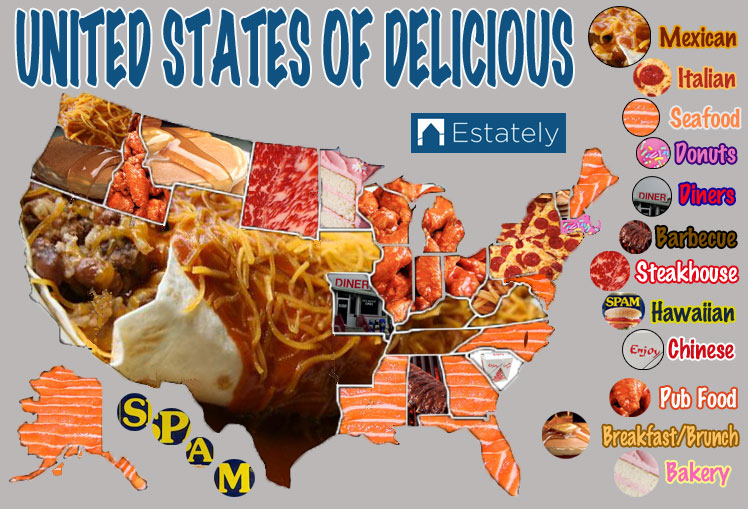 UNITED STATES OF DELICIOUS
Estately
Mexican
Italian
Seafood
Donuts
DINER
Diners
Barbecue
Steakhouse
SPAM
Hawaiian
Enjoy
Chinese
Pub Food
Breakfast/Brunch
Bakery
DINER
SPAM